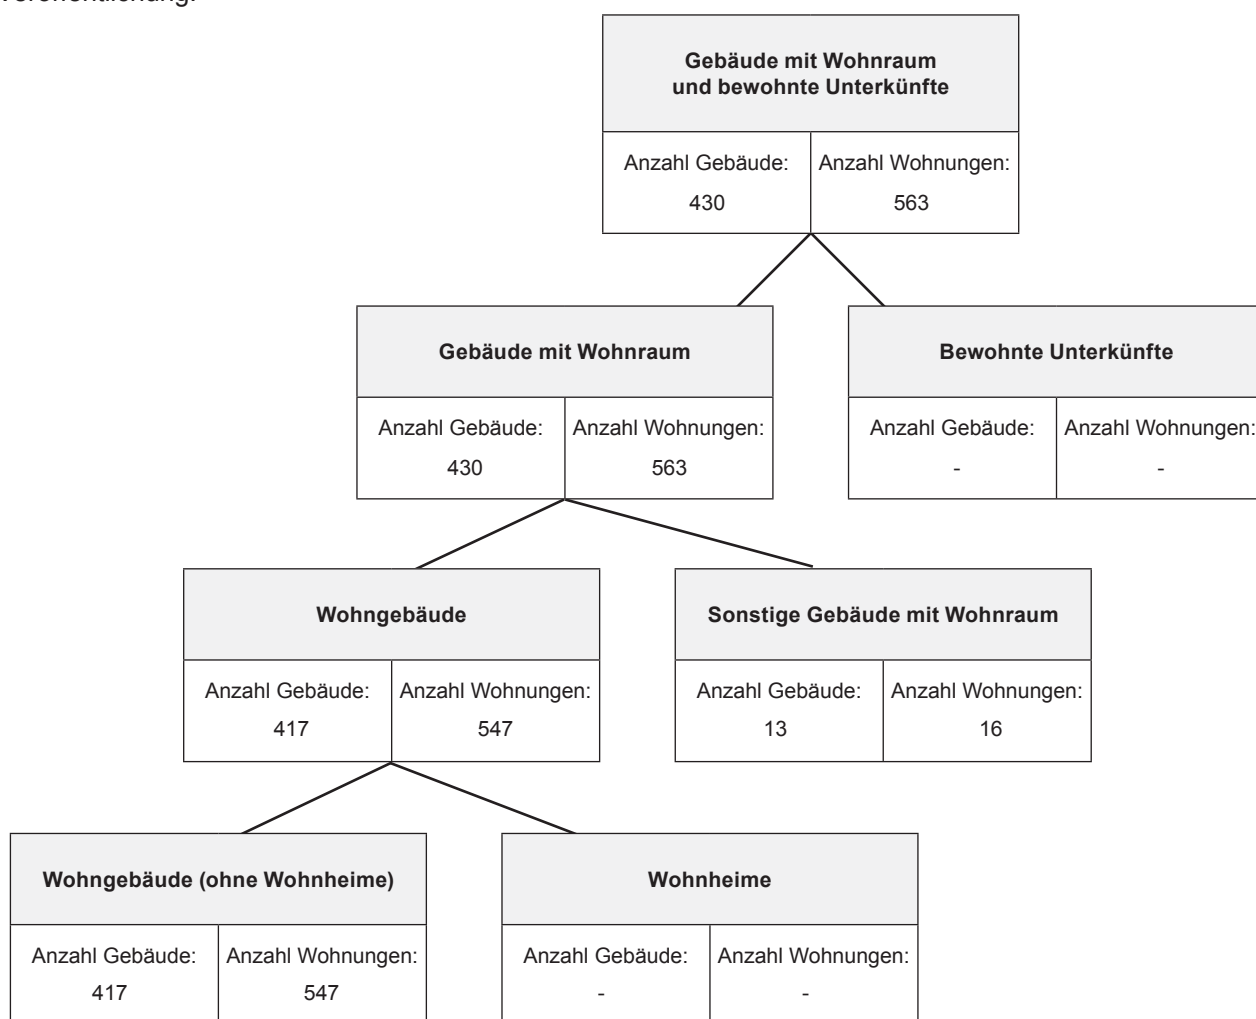 Veröffentlichung.
Gebäude mit Wohnraum
und bewohnte Unterkünfte
Anzahl Gebäude: Anzahl Wohnungen:
430 563
Gebäude mit Wohnraum
Bewohnte Unterkünfte
Anzahl Gebäude: Anzahl Wohnungen:
430 563
Anzahl Gebäude: Anzahl Wohnungen:
- -
Wohngebäude
Sonstige Gebäude mit Wohnraum
Anzahl Gebäude: Anzahl Wohnungen:
417 547
Anzahl Gebäude: Anzahl Wohnungen:
13 16
Wohngebäude (ohne Wohnheime)
Wohnheime
Anzahl Gebäude: Anzahl Wohnungen:
417 547
Anzahl Gebäude: Anzahl Wohnungen:
- -